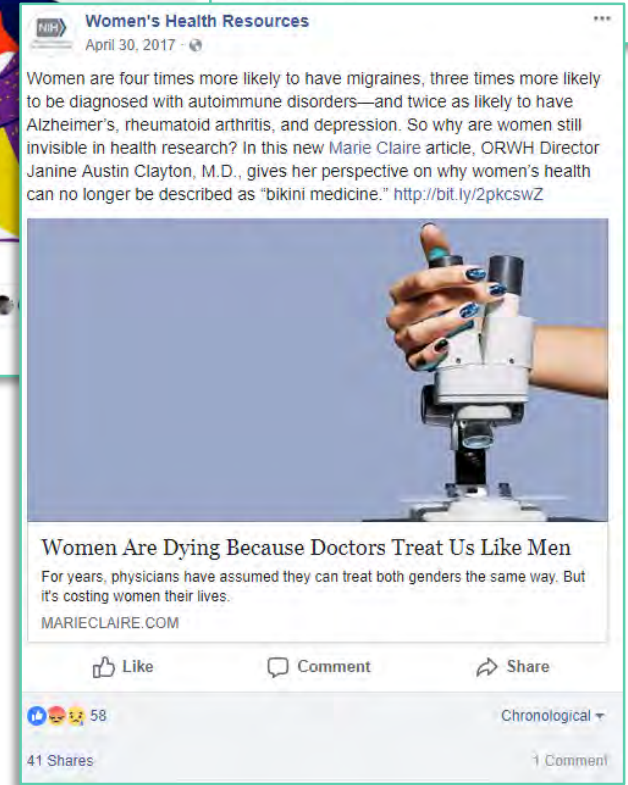 NIH
Women's Health Resources
April 30, 2017
Women are four times more likely to have migraines, three times more likely
to be diagnosed with autoimmune disorders—and twice as likely to have
Alzheimer's, rheumatoid arthritis, and depression. So why are women still
invisible in health research? In this new Marie Claire article, ORWH Director
Janine Austin Clayton, M.D., gives her perspective on why women's health
can no longer be described as “bikini medicine.” http://bit.ly/2pkcswZ
Women Are Dying Because Doctors Treat Us Like Men
For years, physicians have assumed they can treat both genders the same way. But
it's costing women their lives.
MARIECLAIRE.COM
Like Comment Share
58 Chronological
41 Shares 1 Comment